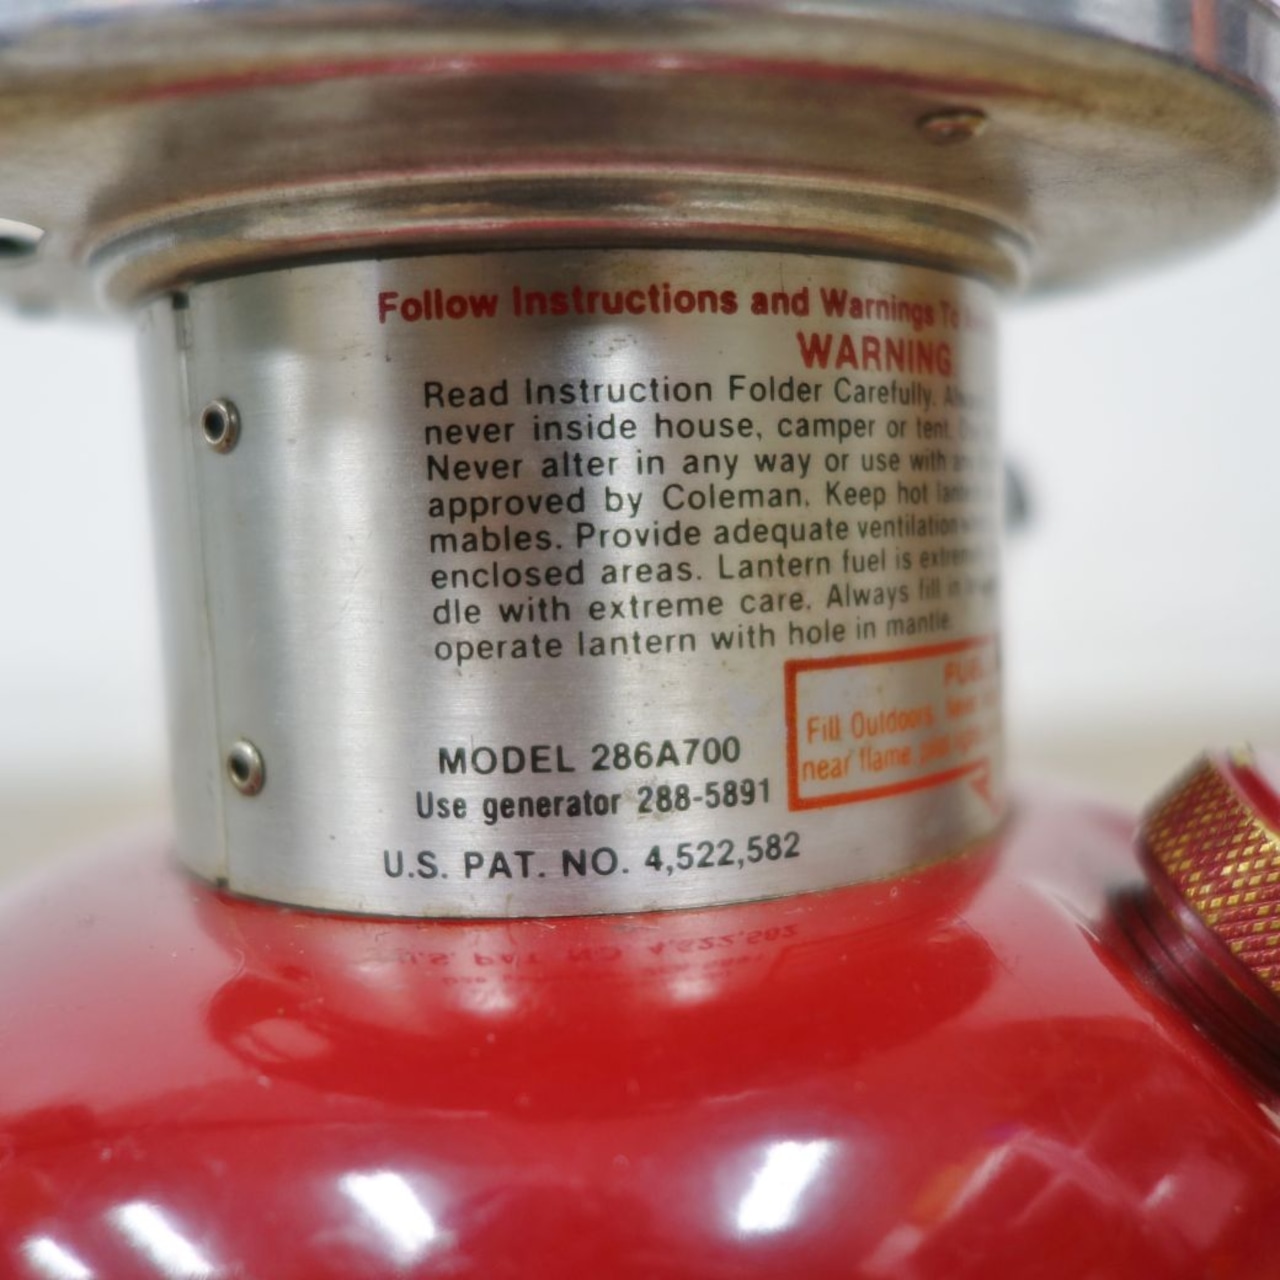 Follow Instructions and Warnings To
WARNING
Read Instruction Folder Carefully.
never inside house, camper or tent.
Never alter in any way or use with
approved by Coleman. Keep hot
mables. Provide adequate ventilation
enclosed areas. Lantern fuel is
dle with extreme care. Always fill
operate lantern with hole in mantle.
FUEL
Fill Outdoors.
near flame,
MODEL 286A700
Use generator 288-5891
U.S. PAT. NO. 4,522,582